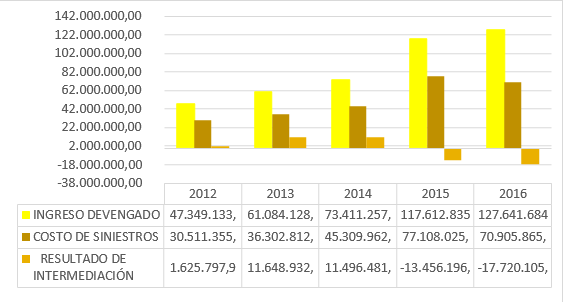 142.000.000,00
122.000.000,00
102.000.000,00
82.000.000,00
62.000.000,00
42.000.000,00
22.000.000,00
2.000.000,00
-18.000.000,00
-38.000.000,00
2012 2013 2014 2015 2016
INGRESO DEVENGADO 47.349.133, 61.084.128, 73.411.257, 117.612.835 127.641.684
COSTO DE SINIESTROS 30.511.355, 36.302.812, 45.309.962, 77.108.025, 70.905.865,
RESULTADO DE
INTERMEDIACIÓN 1.625.797,9 11.648.932, 11.496.481, -13.456.196, -17.720.105,